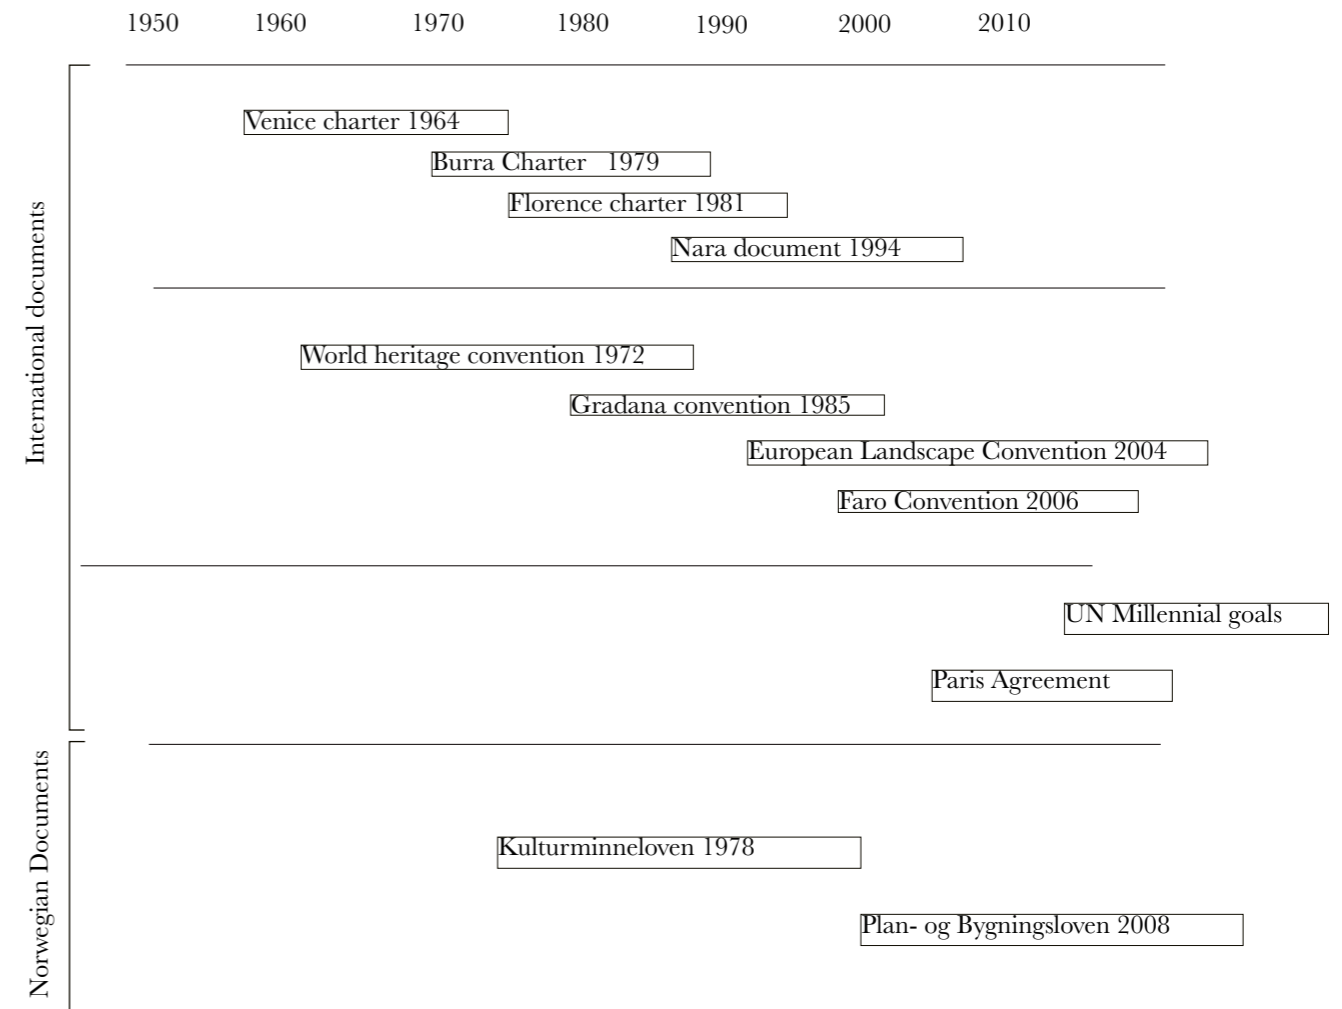 1950 1960 1970 1980 1990 2000 2010
International documents
Venice charter 1964
Burra Charter 1979
Florence charter 1981
Nara document 1994
World heritage convention 1972
Gradana convention 1985
European Landscape Convention 2004
Faro Convention 2006
UN Millennial goals
Paris Agreement
Norwegian Documents
Kulturminneloven 1978
Plan- og Bygningsloven 2008